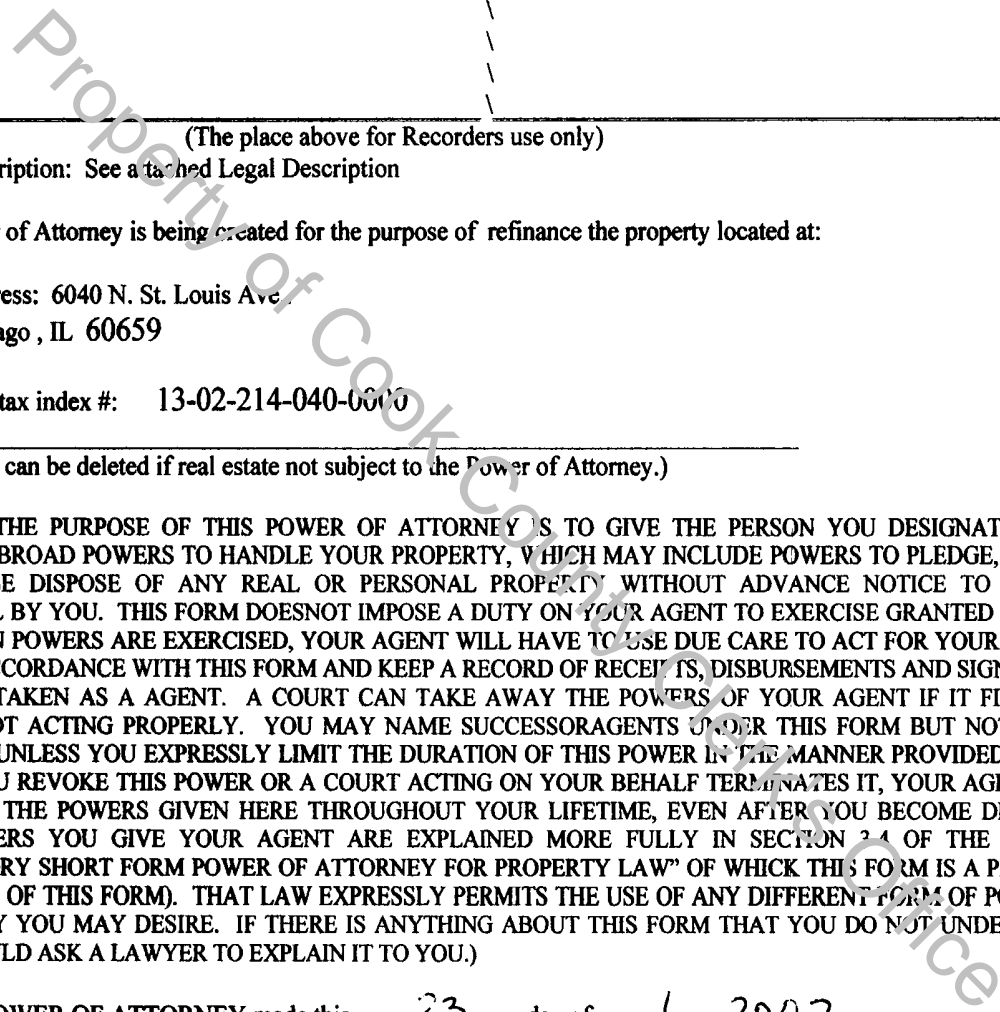 Property of Cook County Clerk's Office
(The place above for Recorders use only)
ription: See attached Legal Description
of Attorney is being created for the purpose of refinance the property located at:
ess: 6040 N. St. Louis Ave.
ago , IL 60659
tax index #: 13-02-214-040-0000
can be deleted if real estate not subject to the Power of Attorney.)
THE PURPOSE OF THIS POWER OF ATTORNEY IS TO GIVE THE PERSON YOU DESIGNAT
BROAD POWERS TO HANDLE YOUR PROPERTY, WHICH MAY INCLUDE POWERS TO PLEDGE,
E DISPOSE OF ANY REAL OR PERSONAL PROPERTY WITHOUT ADVANCE NOTICE TO
L BY YOU. THIS FORM DOESNOT IMPOSE A DUTY ON YOUR AGENT TO EXERCISE GRANTED
N POWERS ARE EXERCISED, YOUR AGENT WILL HAVE TO USE DUE CARE TO ACT FOR YOUR
CCORDANCE WITH THIS FORM AND KEEP A RECORD OF RECEIPTS, DISBURSEMENTS AND SIGN
TAKEN AS A AGENT. A COURT CAN TAKE AWAY THE POWERS OF YOUR AGENT IF IT FI
OT ACTING PROPERLY. YOU MAY NAME SUCCESSORAGENTS UNDER THIS FORM BUT NO
UNLESS YOU EXPRESSLY LIMIT THE DURATION OF THIS POWER IN THE MANNER PROVIDED
U REVOKE THIS POWER OR A COURT ACTING ON YOUR BEHALF TERMINATES IT, YOUR AG
THE POWERS GIVEN HERE THROUGHOUT YOUR LIFETIME, EVEN AFTER YOU BECOME D
ERS YOU GIVE YOUR AGENT ARE EXPLAINED MORE FULLY IN SECTION 3-4 OF THE
RY SHORT FORM POWER OF ATTORNEY FOR PROPERTY LAW" OF WHICK THIS FORM IS A P
OF THIS FORM). THAT LAW EXPRESSLY PERMITS THE USE OF ANY DIFFERENT FORM OF P
Y YOU MAY DESIRE. IF THERE IS ANYTHING ABOUT THIS FORM THAT YOU DO NOT UNDE
LD ASK A LAWYER TO EXPLAIN IT TO YOU.)
OWER OF ATTORNEY made this 23 day of